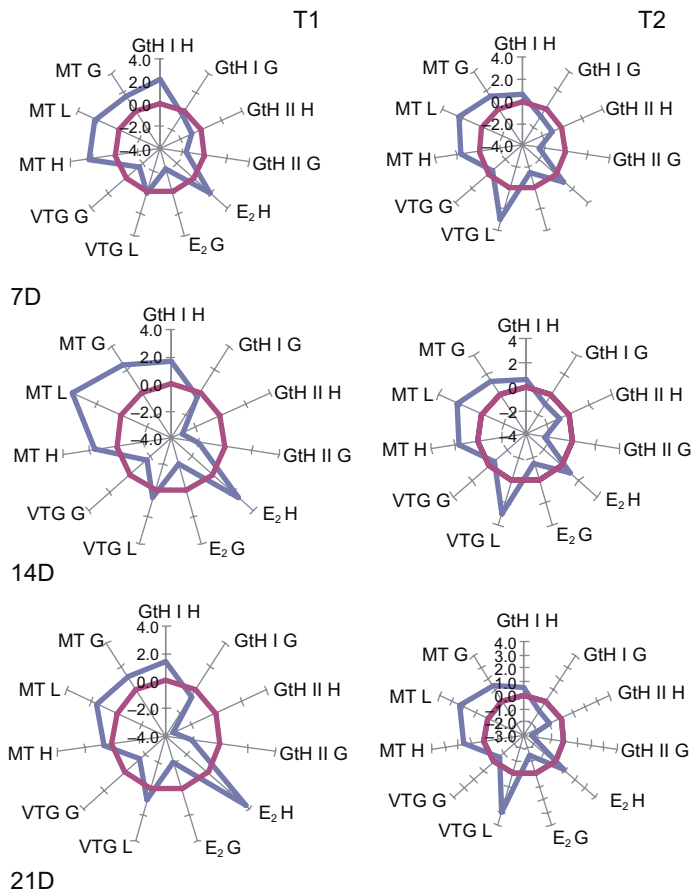 T1
T2
GtH I H
4.0
2.0
0.0
–2.0
–4.0
GtH I G
GtH II H
GtH II G
E₂ H
E₂ G
VTG L
VTG G
MT H
MT L
MT G
GtH I H
4.0
2.0
0.0
–2.0
–4.0
GtH I G
GtH II H
GtH II G
VTG L
VTG G
MT H
MT L
MT G
7D
GtH I H
4.0
2.0
0.0
–2.0
–4.0
GtH I G
GtH II H
GtH II G
E₂ H
E₂ G
VTG L
VTG G
MT H
MT L
MT G
GtH I H
4
2
0
–2
–4
GtH I G
GtH II H
GtH II G
E₂ H
E₂ G
VTG L
VTG G
MT H
MT L
MT G
14D
GtH I H
4.0
2.0
0.0
–2.0
–4.0
GtH I G
GtH II H
GtH II G
E₂ H
E₂ G
VTG L
VTG G
MT H
MT L
MT G
GtH I H
4.0
3.0
2.0
1.0
0.0
–1.0
–2.0
–3.0
GtH I G
GtH II H
GtH II G
E₂ H
E₂ G
VTG L
VTG G
MT H
MT L
MT G
21D